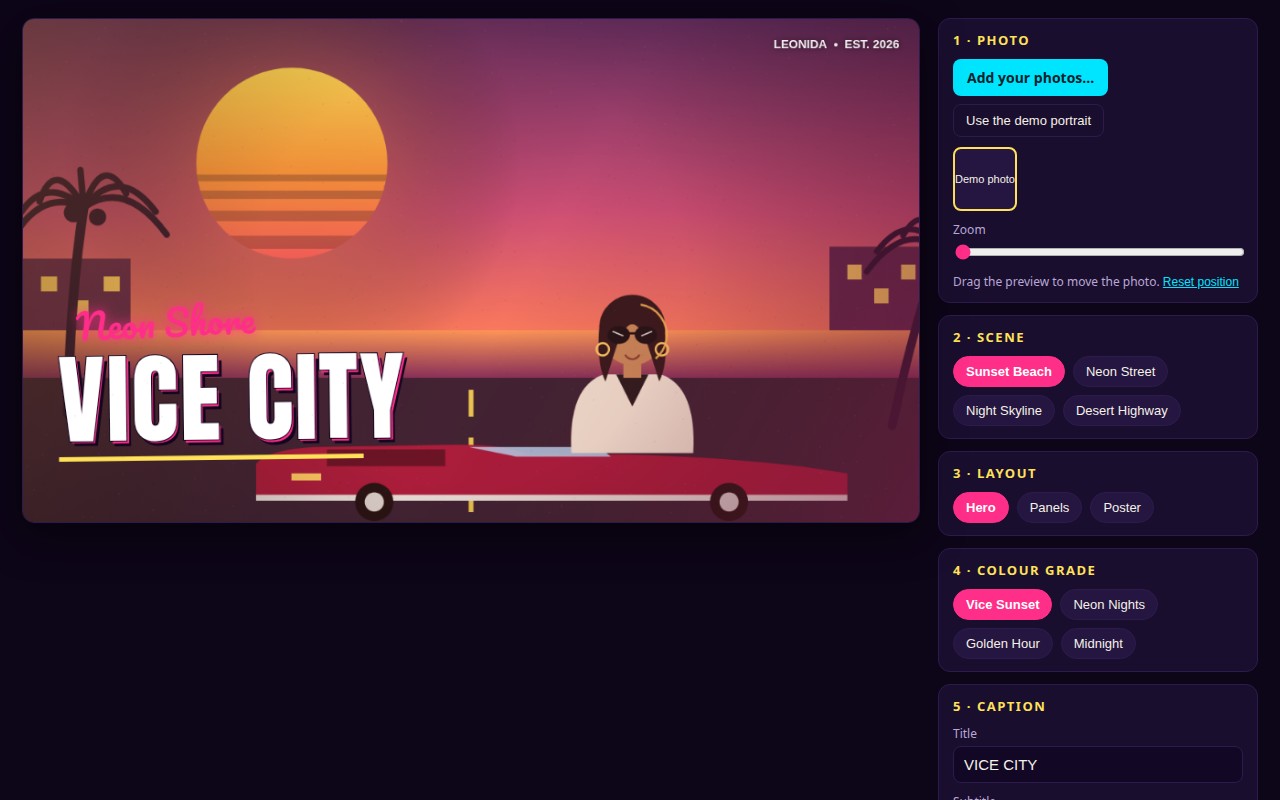 LEONIDA • EST. 2026
Neon Shore
VICE CITY
1 · PHOTO
Add your photos...
Use the demo portrait
Demo photo
Zoom
Drag the preview to move the photo. Reset position
2 · SCENE
Sunset Beach
Neon Street
Night Skyline
Desert Highway
3 · LAYOUT
Hero
Panels
Poster
4 · COLOUR GRADE
Vice Sunset
Neon Nights
Golden Hour
Midnight
5 · CAPTION
Title
VICE CITY